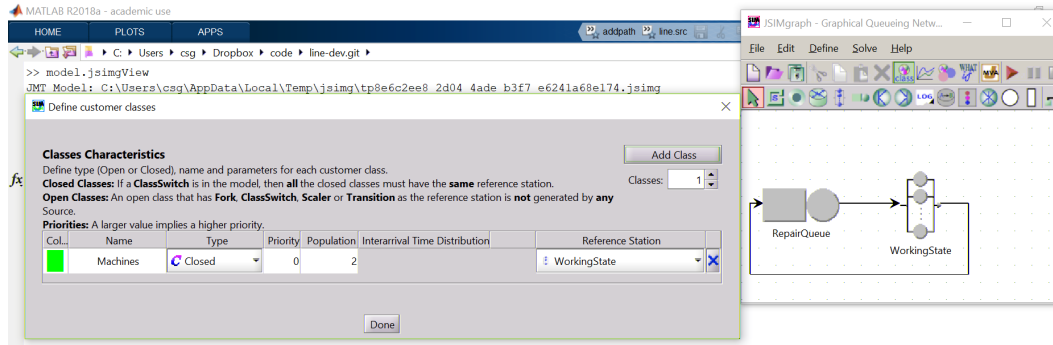 MATLAB R2018a - academic use
HOME PLOTS APPS addpath line.src
C: Users csg Dropbox code line-dev.git
>> model.jsimgView
JMT Model: C:\Users\csg\AppData\Local\Temp\jsimg\tp8e6c2ee8_2d04_4ade_b3f7_e6241a68e174.jsimg
fx
Define customer classes
Classes Characteristics
Define type (Open or Closed), name and parameters for each customer class.
Closed Classes: If a ClassSwitch is in the model, then all the closed classes must have the same reference station.
Open Classes: An open class that has Fork, ClassSwitch, Scaler or Transition as the reference station is not generated by any
Source.
Priorities: A larger value implies a higher priority.
Add Class
Classes: 1
Col... Name Type Priority Population Interarrival Time Distribution Reference Station
Machines C Closed 0 2 WorkingState
Done
JSIMgraph - Graphical Queueing Netw...
File Edit Define Solve Help
class WHAT IF MVA
LOG
RepairQueue
WorkingState